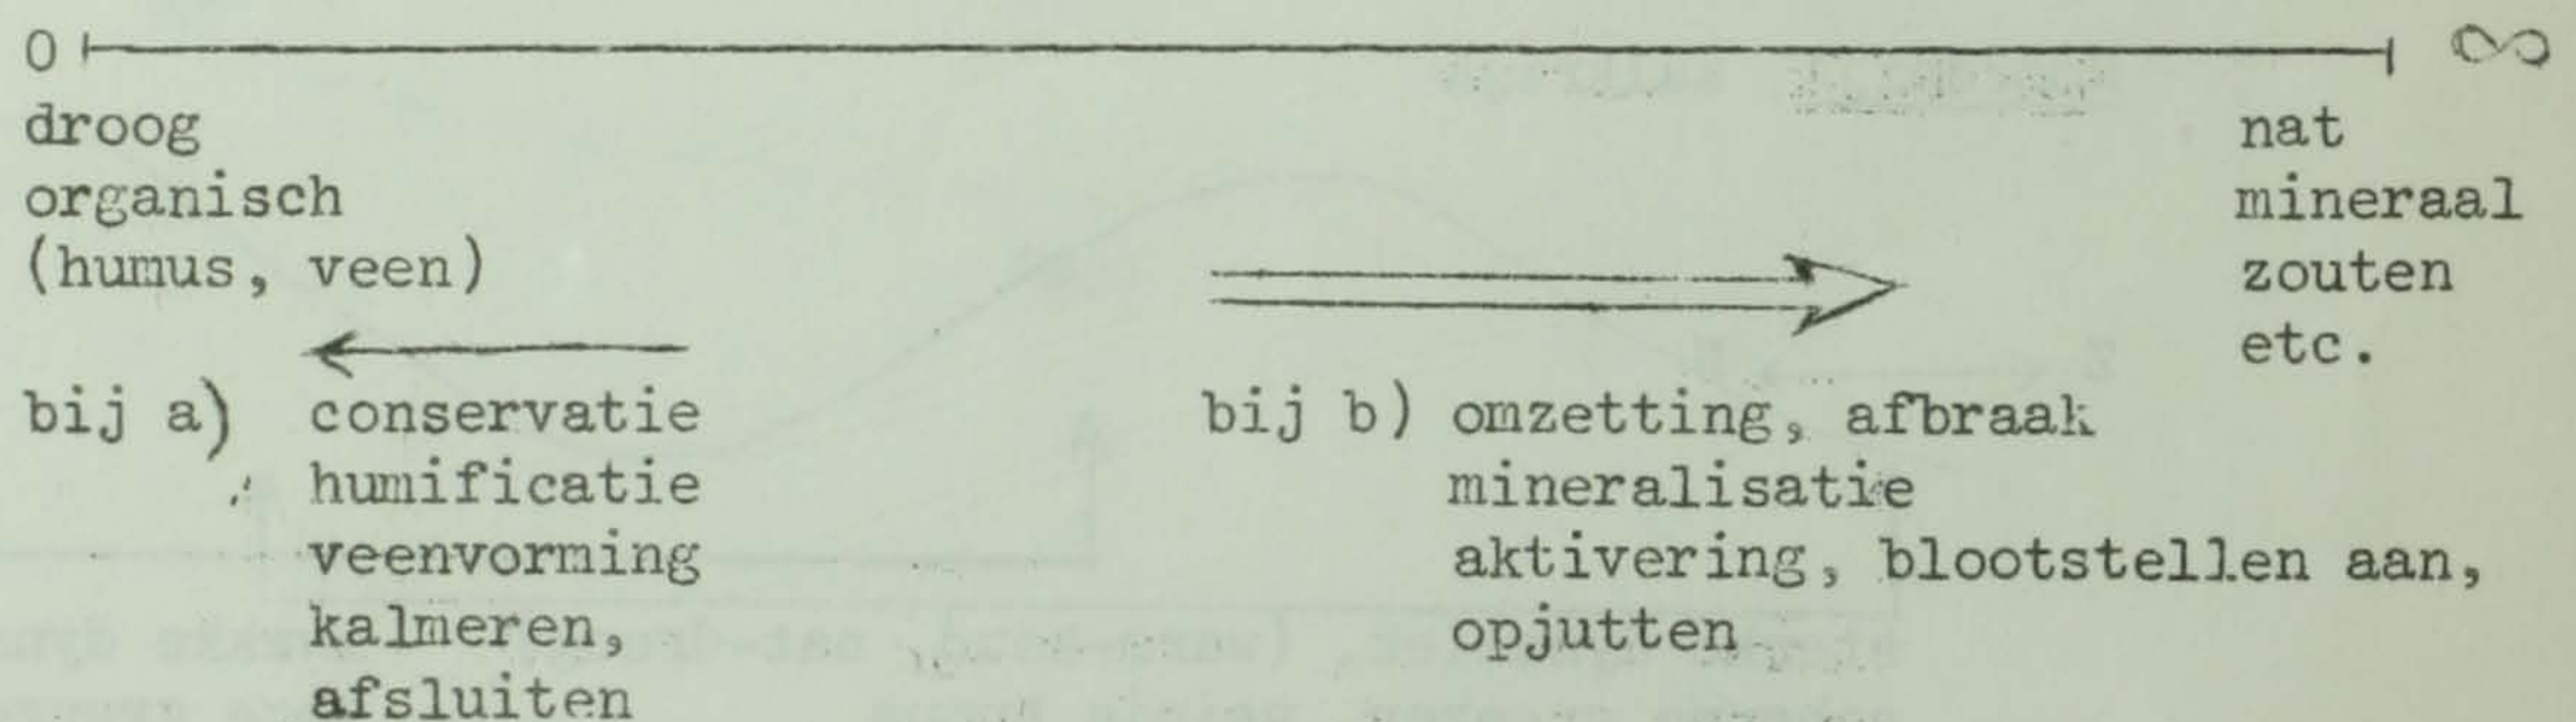 0 ∞
droog nat
organisch mineraal
(humus, veen) zouten
etc.
bij a) conservatie bij b) omzetting, afbraak
humificatie mineralisatie
veenvorming aktivering, blootstellen aan,
kalmeren, opjutten
afsluiten